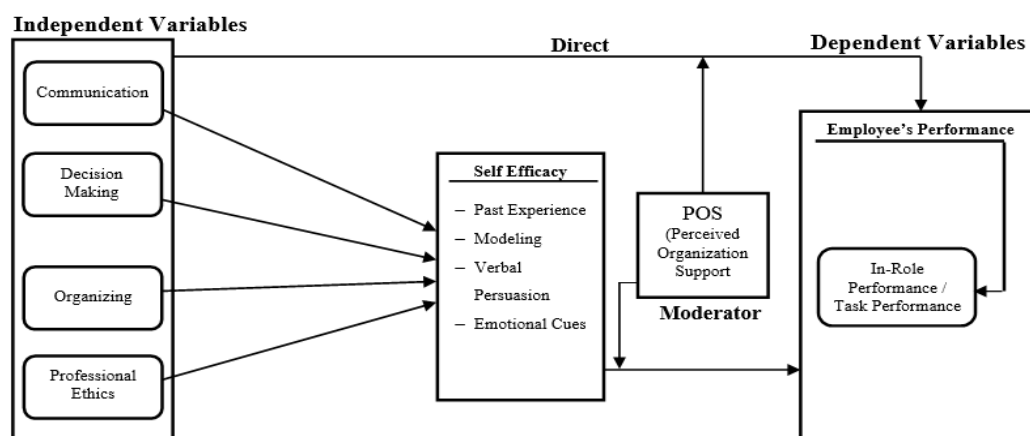 Independent Variables
Direct
Dependent Variables
Communication
Decision
Making
Organizing
Professional
Ethics
Self Efficacy
– Past Experience
– Modeling
– Verbal
Persuasion
– Emotional Cues
POS
(Perceived
Organization
Support
Moderator
Employee's Performance
In-Role
Performance /
Task Performance